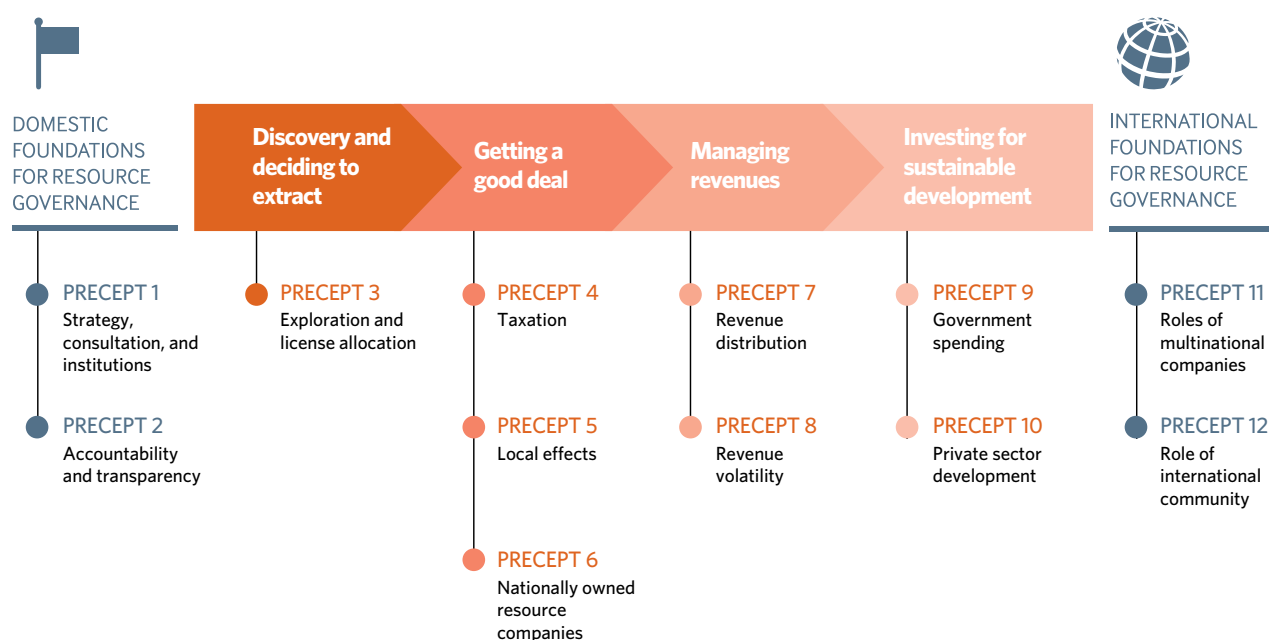 DOMESTIC
FOUNDATIONS
FOR RESOURCE
GOVERNANCE
PRECEPT 1
Strategy,
consultation, and
institutions
PRECEPT 2
Accountability
and transparency
Discovery and
deciding to
extract
PRECEPT 3
Exploration and
license allocation
Getting a
good deal
PRECEPT 4
Taxation
PRECEPT 5
Local effects
PRECEPT 6
Nationally owned
resource
companies
Managing
revenues
PRECEPT 7
Revenue
distribution
PRECEPT 8
Revenue
volatility
Investing for
sustainable
development
PRECEPT 9
Government
spending
PRECEPT 10
Private sector
development
INTERNATIONAL
FOUNDATIONS
FOR RESOURCE
GOVERNANCE
PRECEPT 11
Roles of
multinational
companies
PRECEPT 12
Role of
international
community